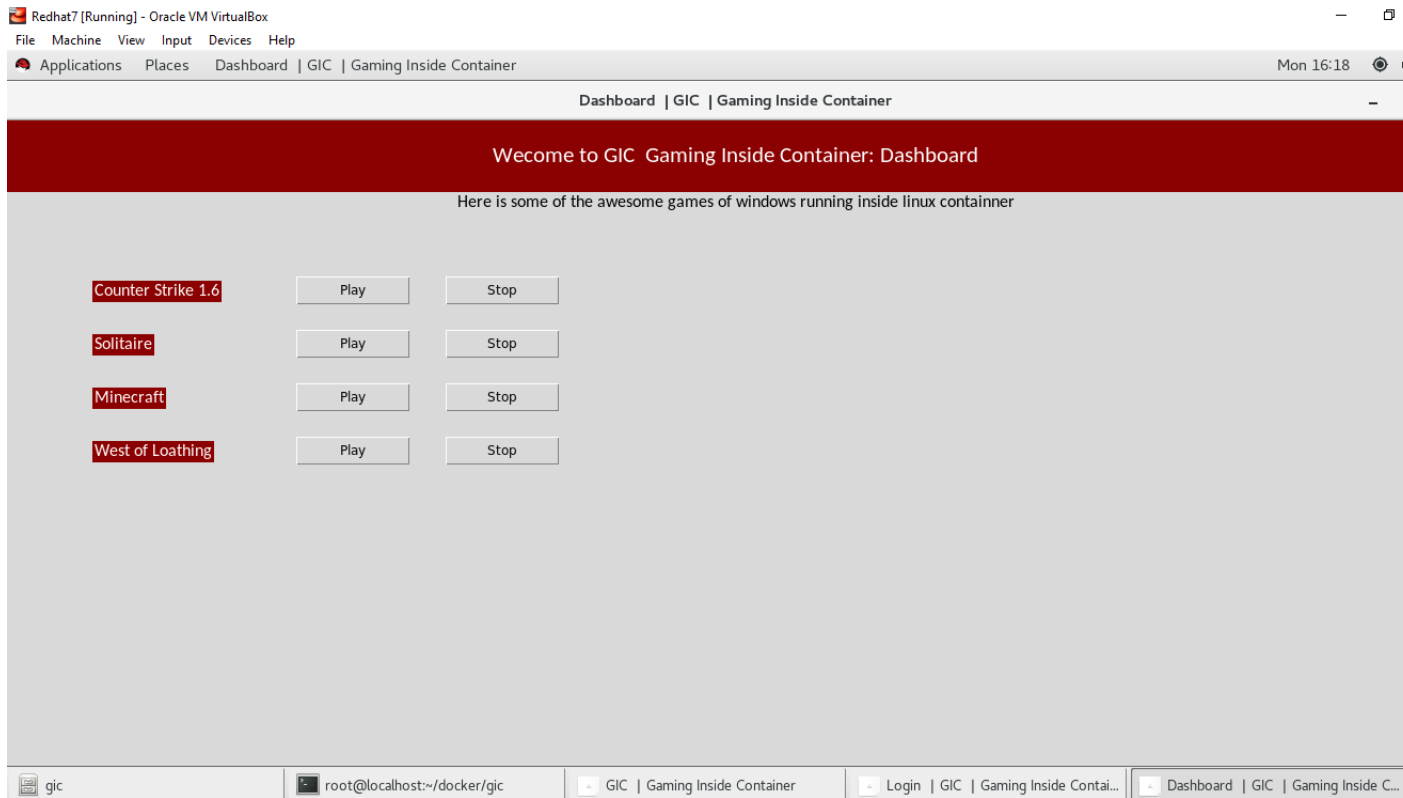 Redhat7 [Running] - Oracle VM VirtualBox
File Machine View Input Devices Help
Applications Places Dashboard | GIC | Gaming Inside Container Mon 16:18
Dashboard | GIC | Gaming Inside Container
Wecome to GIC Gaming Inside Container: Dashboard
Here is some of the awesome games of windows running inside linux containner
Counter Strike 1.6 Play Stop
Solitaire Play Stop
Minecraft Play Stop
West of Loathing Play Stop
gic root@localhost:~/docker/gic GIC | Gaming Inside Container Login | GIC | Gaming Inside Contai... Dashboard | GIC | Gaming Inside C...